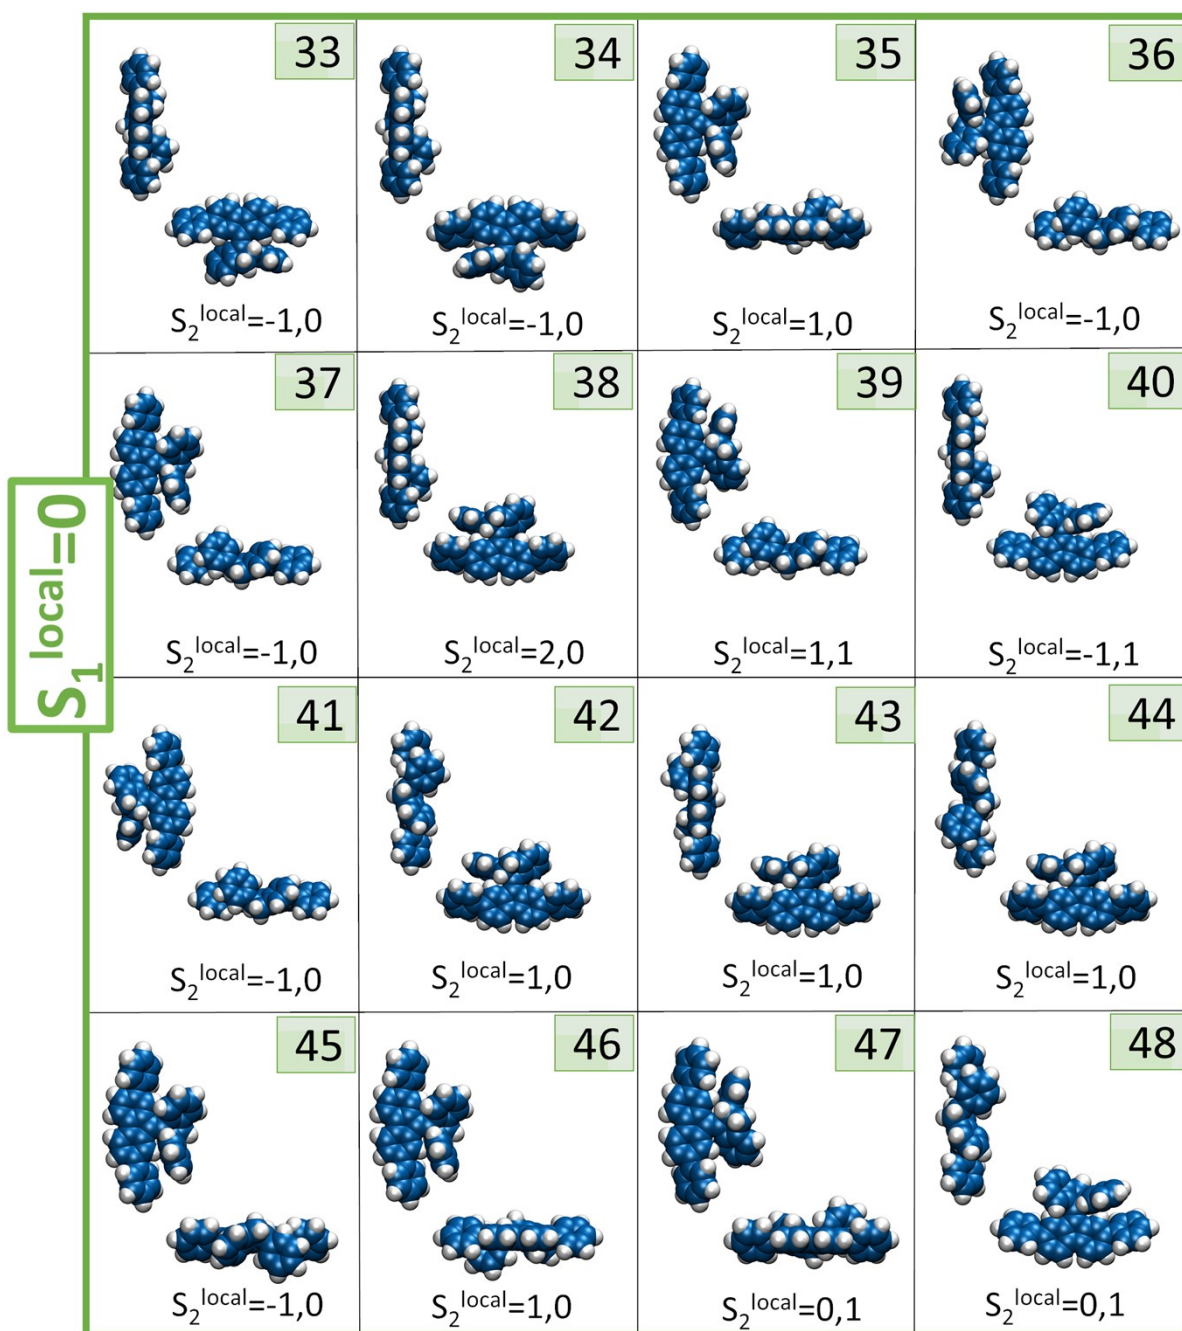 33
34
35
36
S₂ˡᵒᶜᵃˡ=-1,0
S₂ˡᵒᶜᵃˡ=-1,0
S₂ˡᵒᶜᵃˡ=1,0
S₂ˡᵒᶜᵃˡ=-1,0
37
38
39
40
S₁ˡᵒᶜᵃˡ=0
S₂ˡᵒᶜᵃˡ=-1,0
S₂ˡᵒᶜᵃˡ=2,0
S₂ˡᵒᶜᵃˡ=1,1
S₂ˡᵒᶜᵃˡ=-1,1
41
42
43
44
S₂ˡᵒᶜᵃˡ=-1,0
S₂ˡᵒᶜᵃˡ=1,0
S₂ˡᵒᶜᵃˡ=1,0
S₂ˡᵒᶜᵃˡ=1,0
45
46
47
48
S₂ˡᵒᶜᵃˡ=-1,0
S₂ˡᵒᶜᵃˡ=1,0
S₂ˡᵒᶜᵃˡ=0,1
S₂ˡᵒᶜᵃˡ=0,1